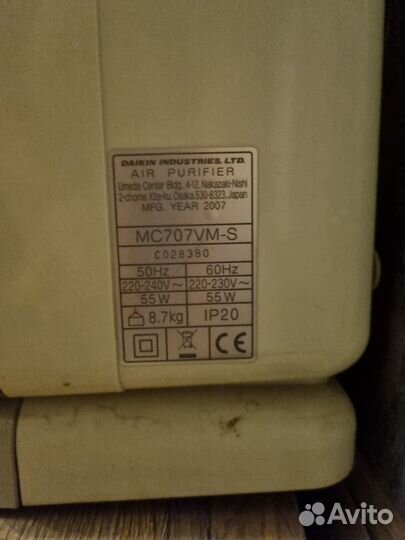 DAIKIN INDUSTRIES, LTD.
AIR PURIFIER
Umeda Center Bldg., 4-12, Nakazaki-Nishi
2-chome, Kita-ku, Osaka, 530-8323, Japan
MFG. YEAR 2007
MC707VM-S
C028380
50Hz 60Hz
220-240V~ 220-230V~
55W 55W
8.7kg IP20
CE
Avito